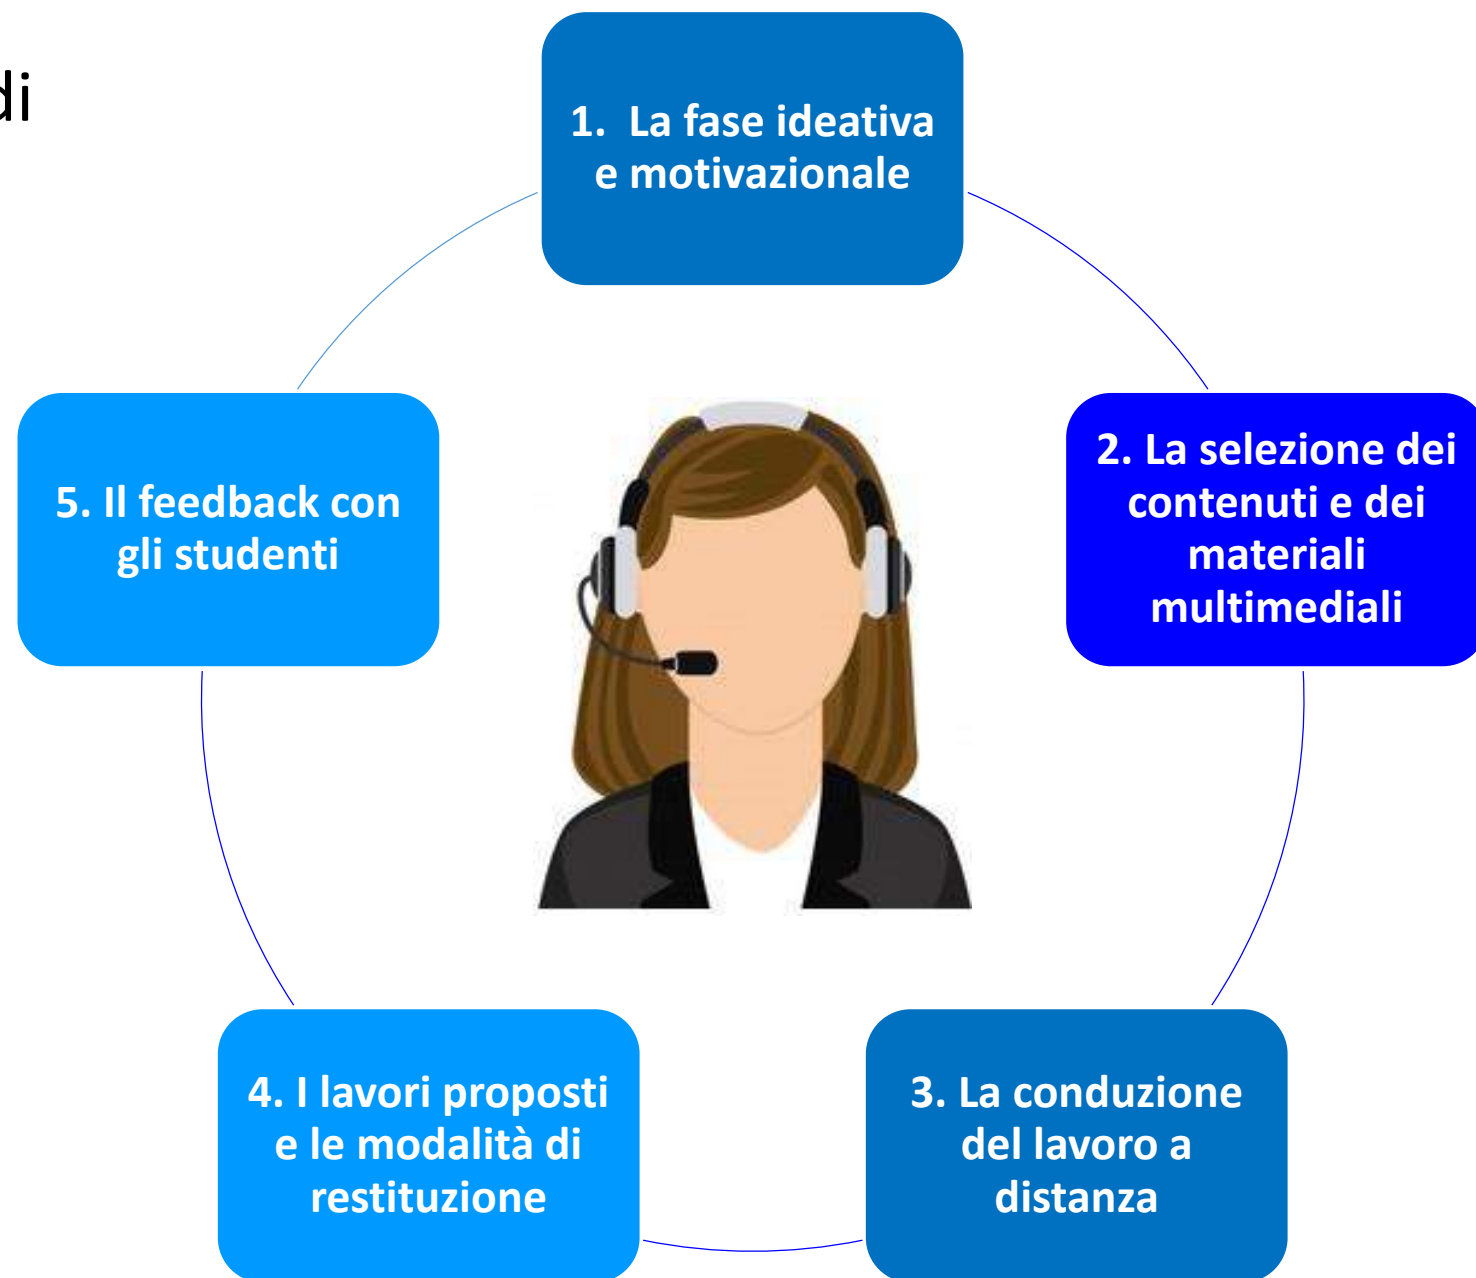 di
1. La fase ideativa
e motivazionale
2. La selezione dei
contenuti e dei
materiali
multimediali
3. La conduzione
del lavoro a
distanza
4. I lavori proposti
e le modalità di
restituzione
5. Il feedback con
gli studenti